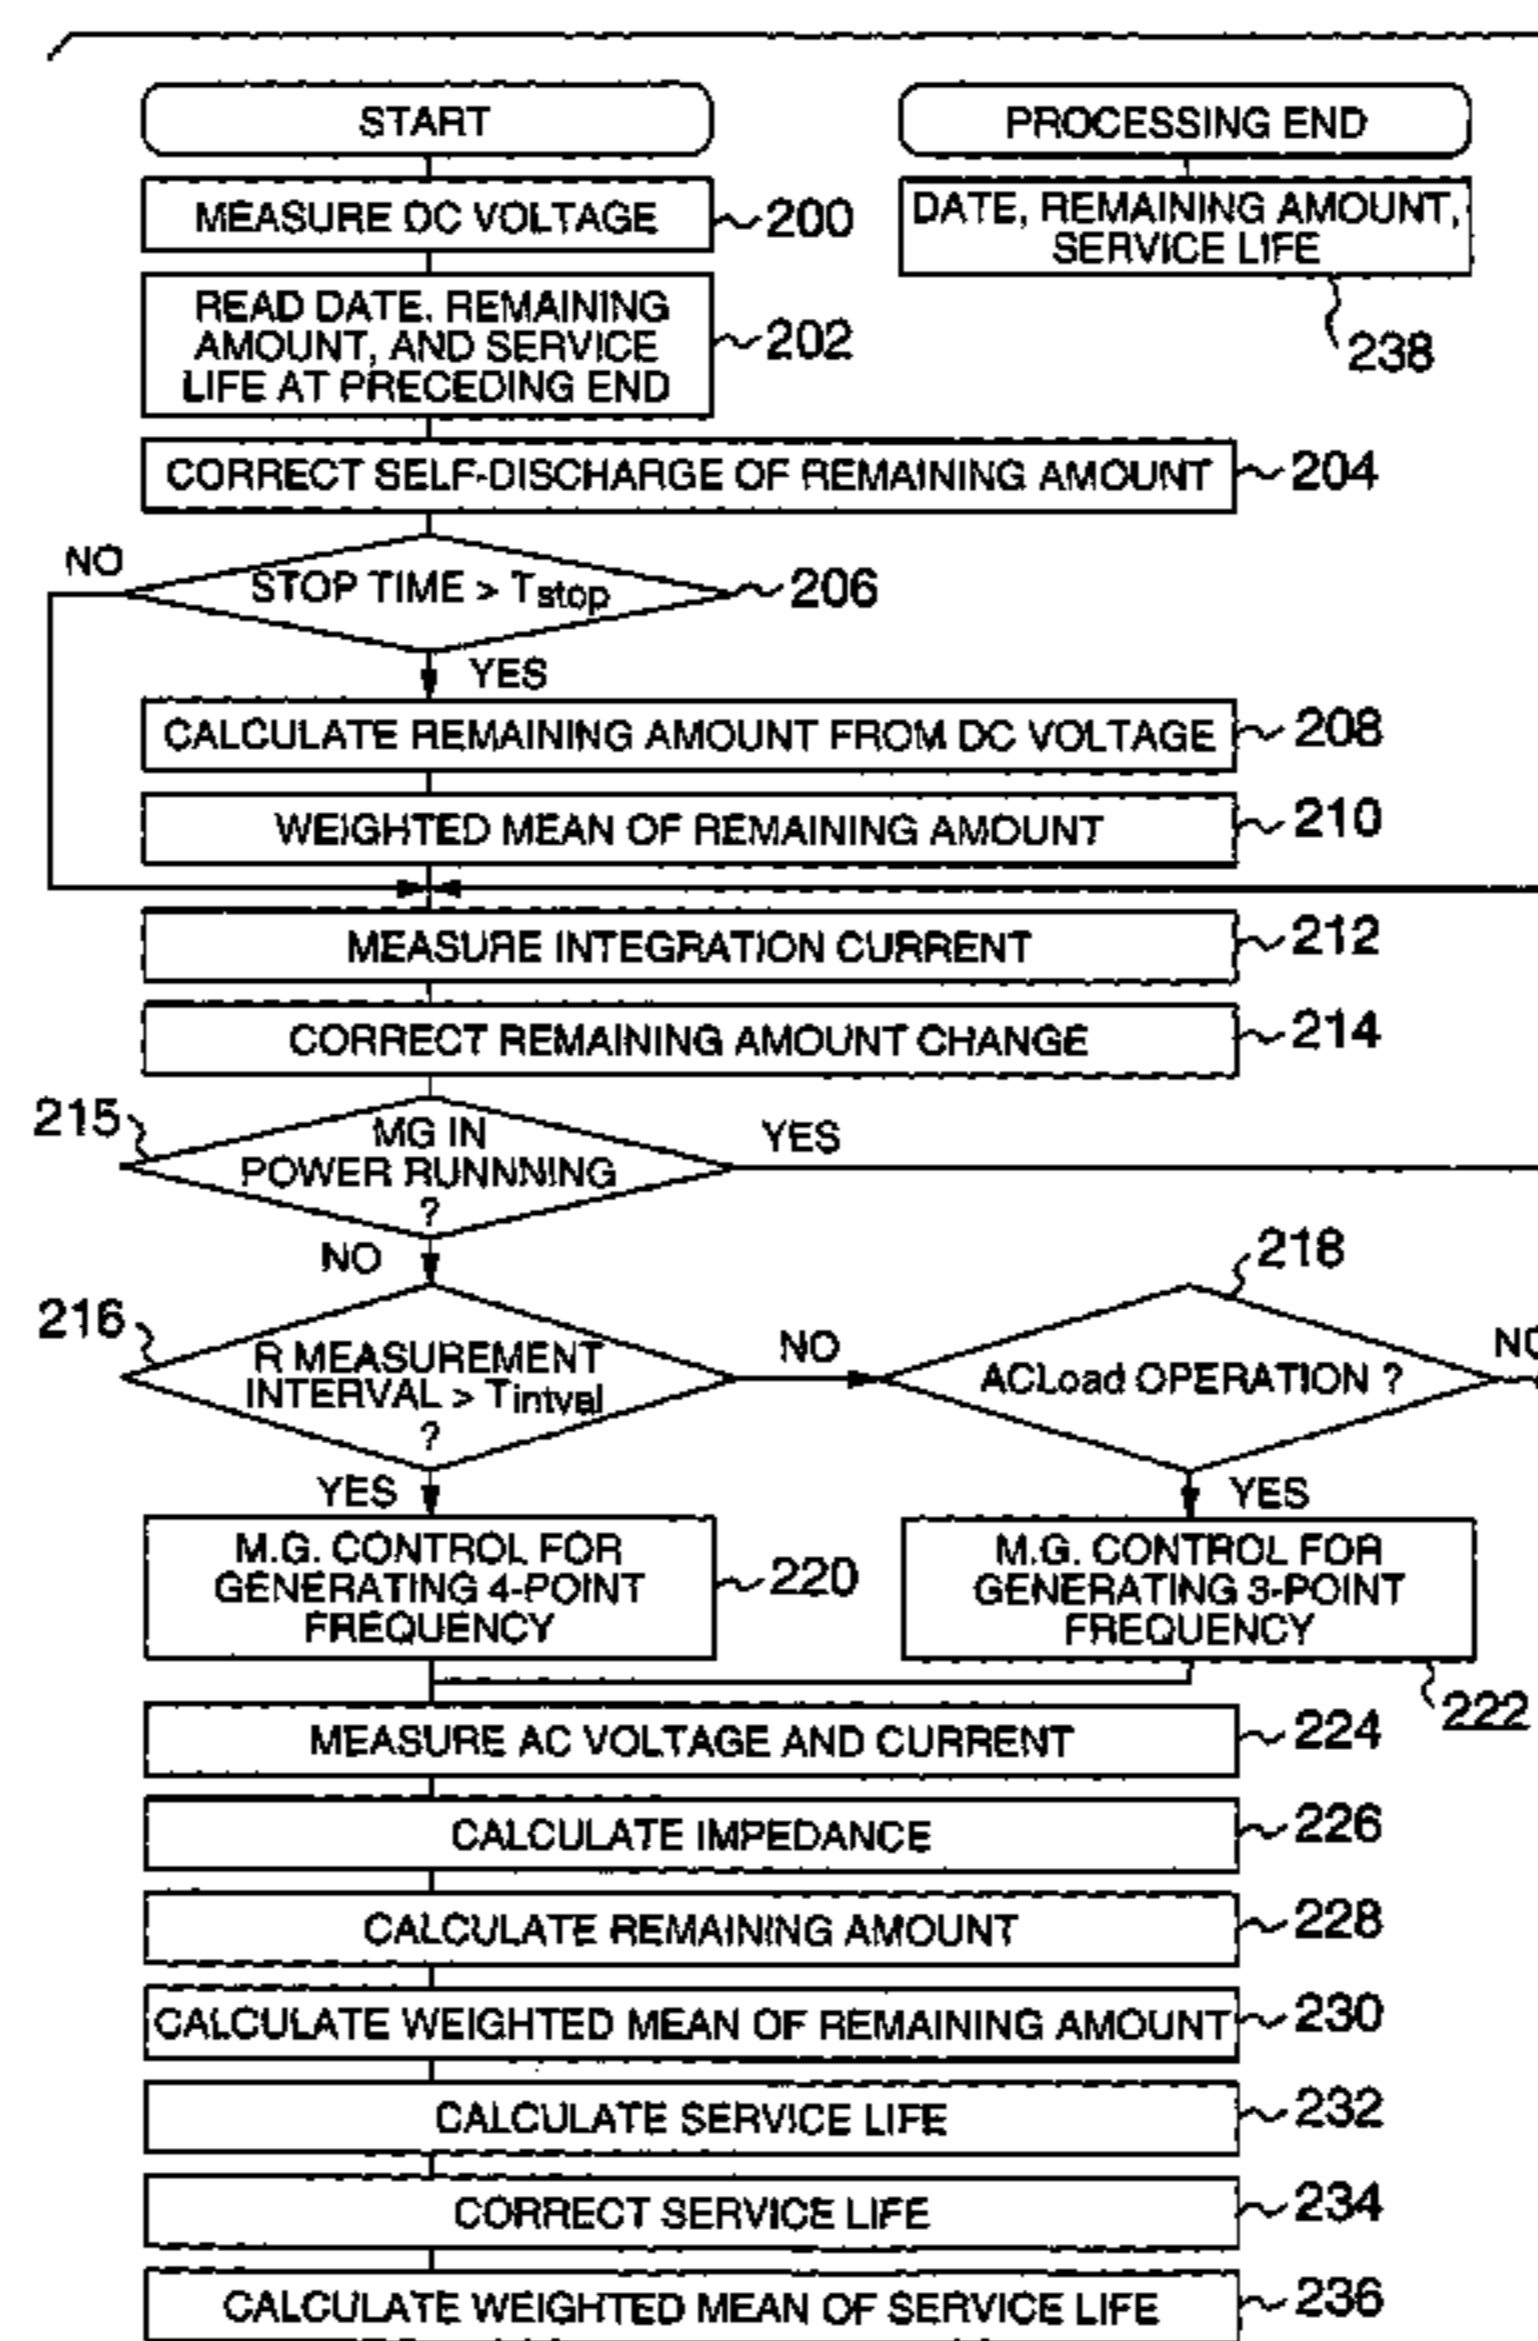 START
PROCESSING END
MEASURE DC VOLTAGE
200
DATE, REMAINING AMOUNT,
SERVICE LIFE
238
READ DATE, REMAINING
AMOUNT, AND SERVICE
LIFE AT PRECEDING END
202
CORRECT SELF-DISCHARGE OF REMAINING AMOUNT
204
NO
STOP TIME > Tstop
206
YES
CALCULATE REMAINING AMOUNT FROM DC VOLTAGE
208
WEIGHTED MEAN OF REMAINING AMOUNT
210
MEASURE INTEGRATION CURRENT
212
CORRECT REMAINING AMOUNT CHANGE
214
215
MG IN
POWER RUNNNING
?
YES
NO
216
R MEASUREMENT
INTERVAL > Tintval
?
NO
218
ACLoad OPERATION ?
NO
YES
YES
M.G. CONTROL FOR
GENERATING 4-POINT
FREQUENCY
220
M.G. CONTROL FOR
GENERATING 3-POINT
FREQUENCY
222
MEASURE AC VOLTAGE AND CURRENT
224
CALCULATE IMPEDANCE
226
CALCULATE REMAINING AMOUNT
228
CALCULATE WEIGHTED MEAN OF REMAINING AMOUNT
230
CALCULATE SERVICE LIFE
232
CORRECT SERVICE LIFE
234
CALCULATE WEIGHTED MEAN OF SERVICE LIFE
236